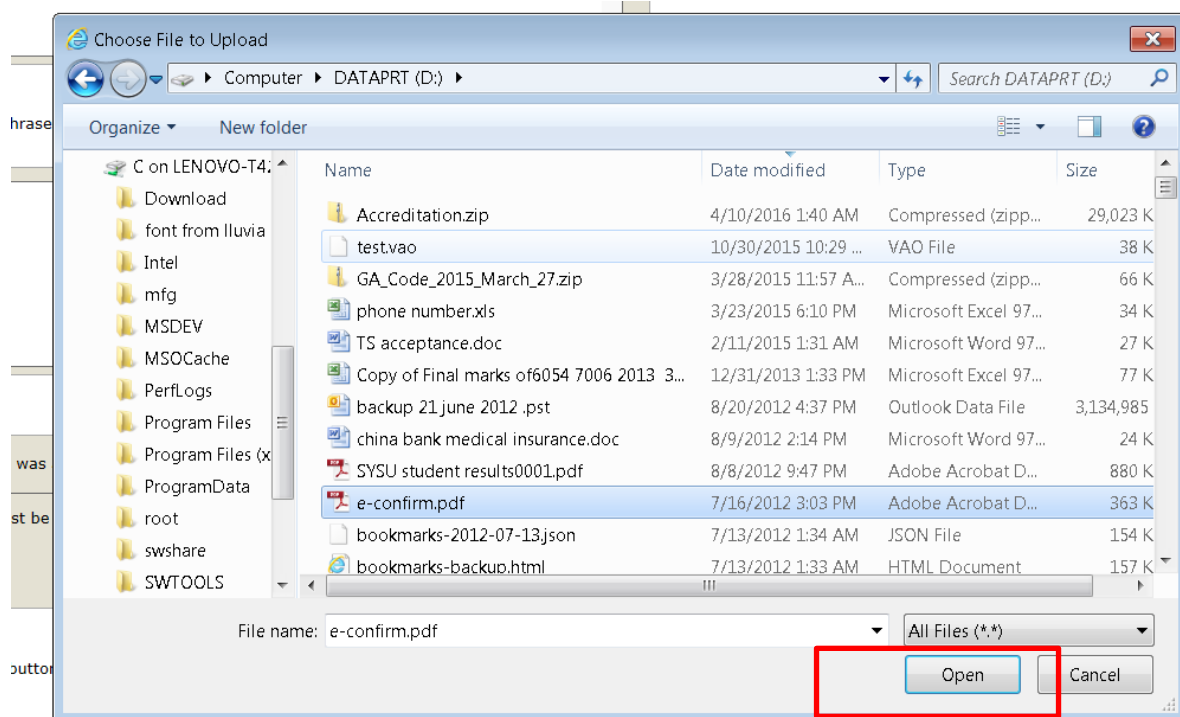 Choose File to Upload
Computer DATAPRT (D:) Search DATAPRT (D:)
hrase Organize New folder
C on LENOVO-T42 Name Date modified Type Size
Download
Accreditation.zip 4/10/2016 1:40 AM Compressed (zipp... 29,023 K
font from lluvia
test.vao 10/30/2015 10:29 ... VAO File 38 K
Intel
GA_Code_2015_March_27.zip 3/28/2015 11:57 A... Compressed (zipp... 66 K
mfg
phone number.xls 3/23/2015 6:10 PM Microsoft Excel 97... 34 K
MSDEV
TS acceptance.doc 2/11/2015 1:31 AM Microsoft Word 97... 27 K
MSOCache
Copy of Final marks of6054 7006 2013 3... 12/31/2013 1:33 PM Microsoft Excel 97... 77 K
PerfLogs
backup 21 june 2012 .pst 8/20/2012 4:37 PM Outlook Data File 3,134,985
Program Files
china bank medical insurance.doc 8/9/2012 2:14 PM Microsoft Word 97... 24 K
was Program Files (x
SYSU student results0001.pdf 8/8/2012 9:47 PM Adobe Acrobat D... 880 K
ProgramData
e-confirm.pdf 7/16/2012 3:03 PM Adobe Acrobat D... 363 K
st be root
bookmarks-2012-07-13.json 7/13/2012 1:34 AM JSON File 154 K
swshare
bookmarks-backup.html 7/13/2012 1:33 AM HTML Document 157 K
SWTOOLS
File name: e-confirm.pdf All Files (*.*)
button Open Cancel